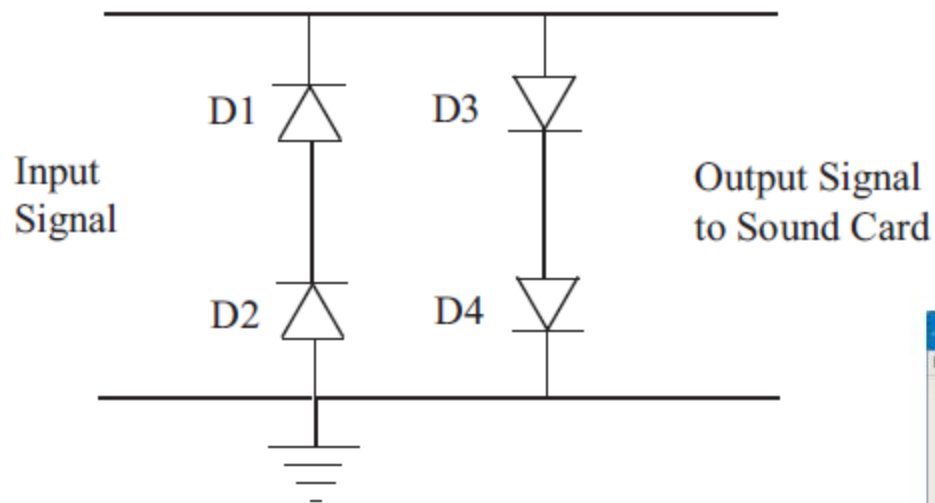 D1
D3
Input
Signal
Output Signal
to Sound Card
D2
D4